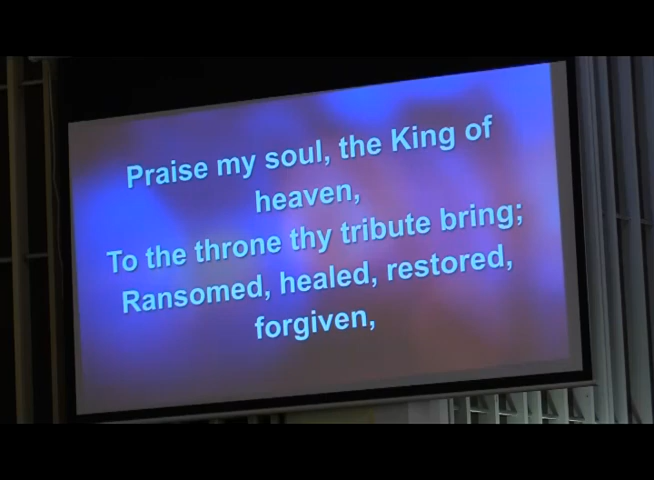 Praise my soul, the King of
heaven,
To the throne thy tribute bring;
Ransomed, healed, restored,
forgiven,